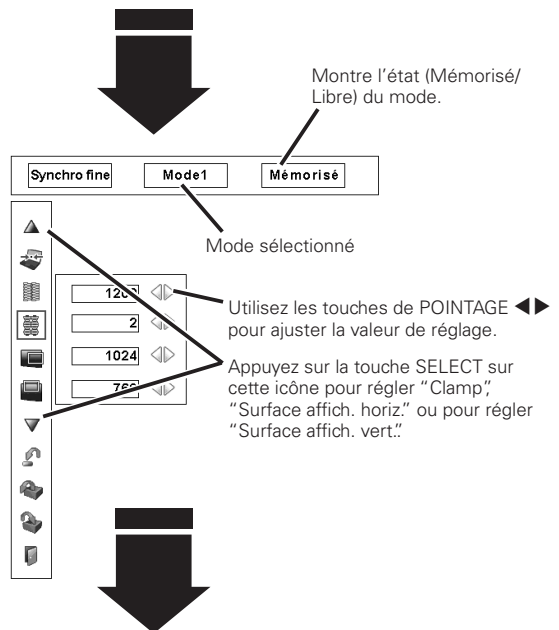 Montre l'état (Mémorisé/
Libre) du mode.
Synchro fine
Mode1
Mémorisé
Mode sélectionné
2
1024
Utilisez les touches de POINTAGE ◀▶
pour ajuster la valeur de réglage.
Appuyez sur la touche SELECT sur
cette icône pour régler “Clamp”,
“Surface affich. horiz.” ou pour régler
“Surface affich. vert.”